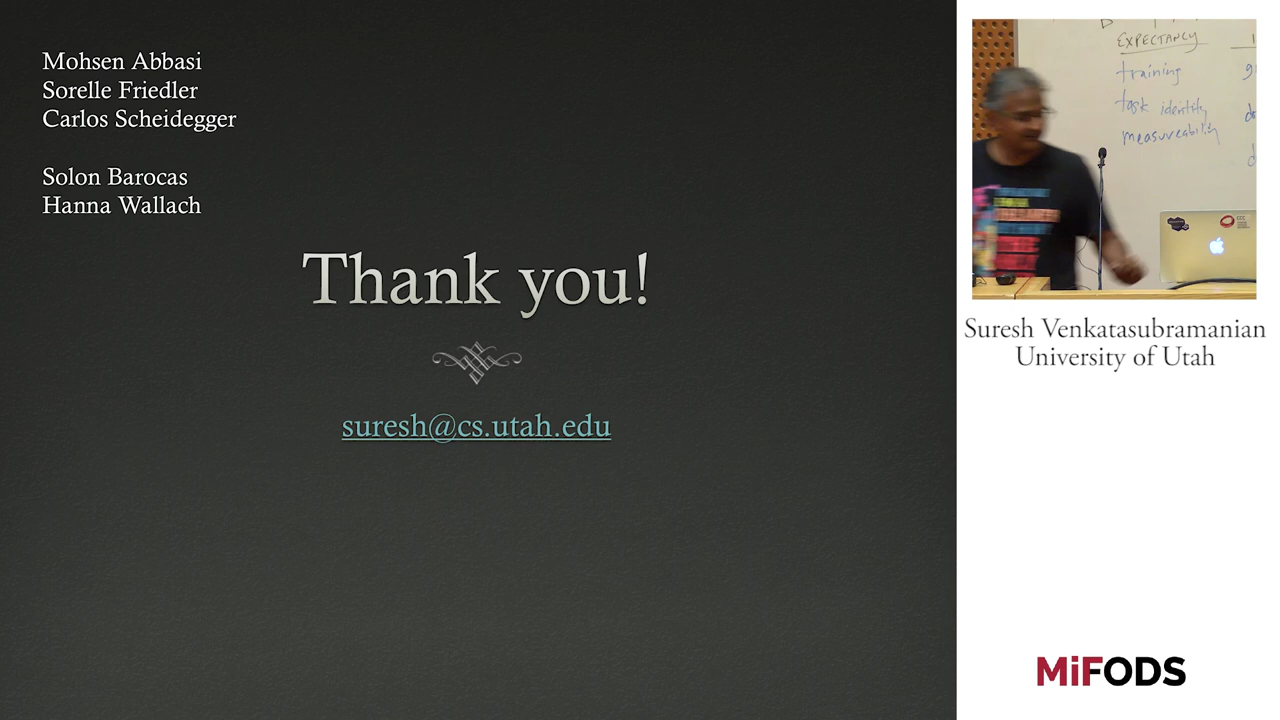 Mohsen Abbasi
Sorelle Friedler
Carlos Scheidegger
Solon Barocas
Hanna Wallach
Thank you!
suresh@cs.utah.edu
EXPECTANCY
training
task identity
measureability
Suresh Venkatasubramanian
University of Utah
MiFODS